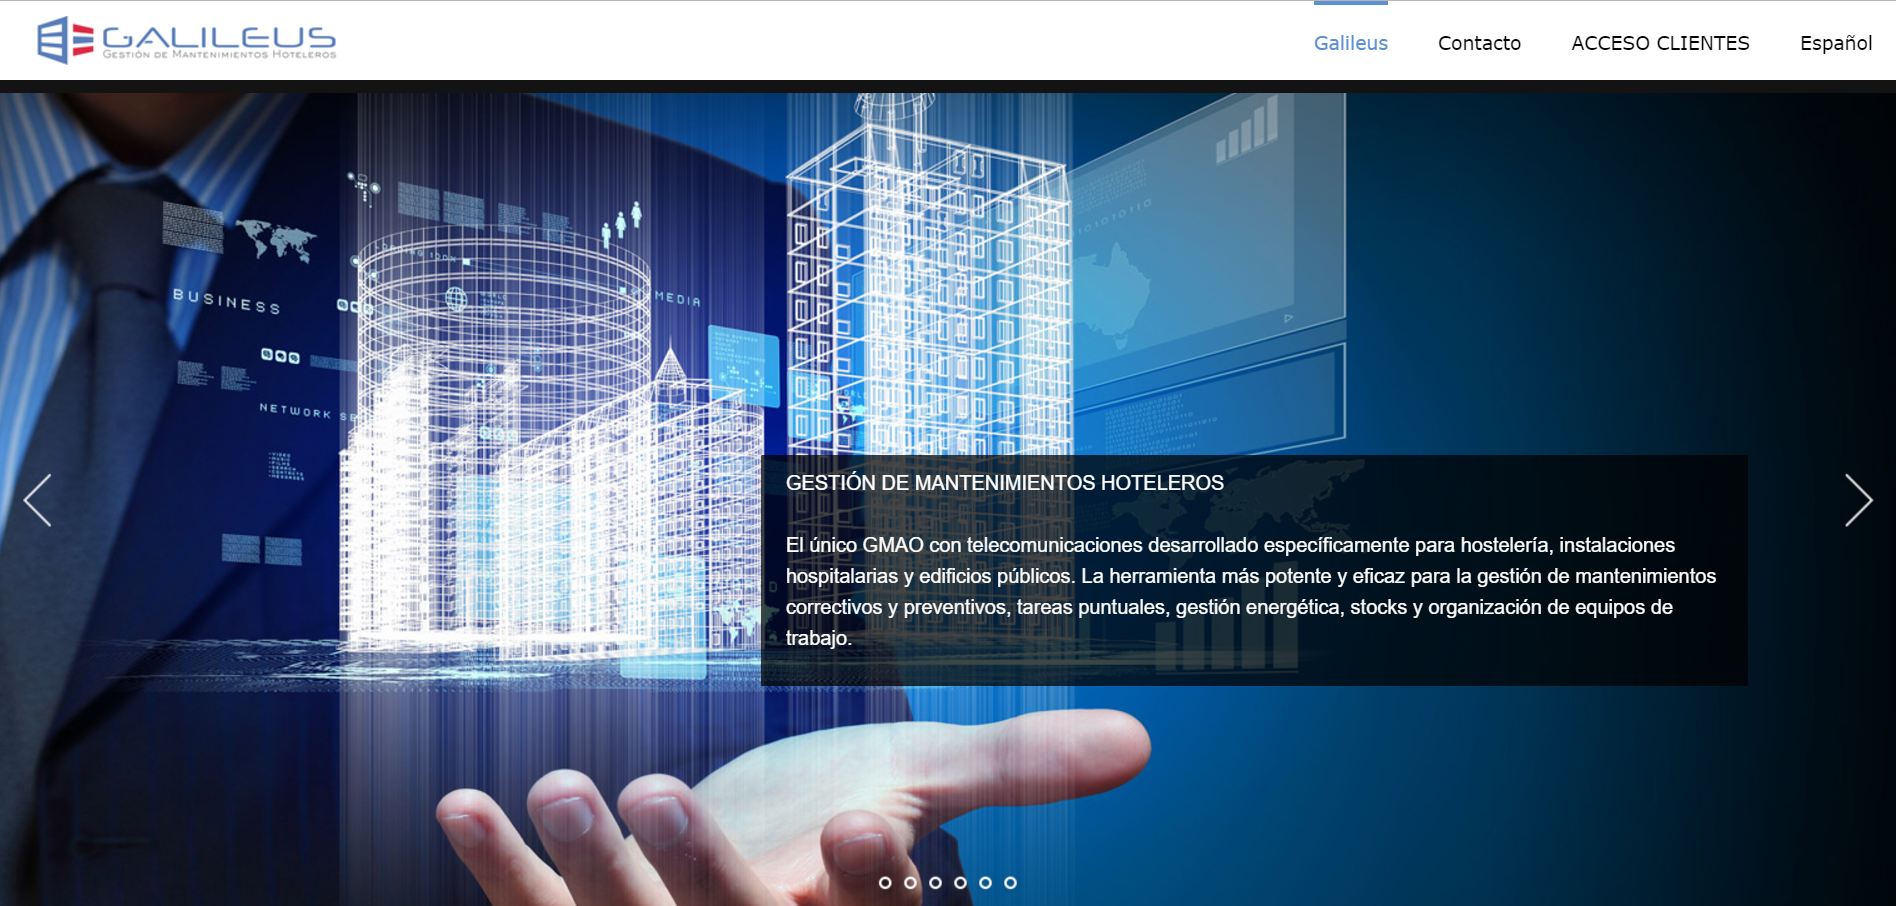 GALILEUS
GESTIÓN DE MANTENIMIENTOS HOTELEROS
Galileus
Contacto
ACCESO CLIENTES
Español
BUSINESS
MEDIA
NETWORK
GESTIÓN DE MANTENIMIENTOS HOTELEROS
El único GMAO con telecomunicaciones desarrollado específicamente para hostelería, instalaciones
hospitalarias y edificios públicos. La herramienta más potente y eficaz para la gestión de mantenimientos
correctivos y preventivos, tareas puntuales, gestión energética, stocks y organización de equipos de
trabajo.